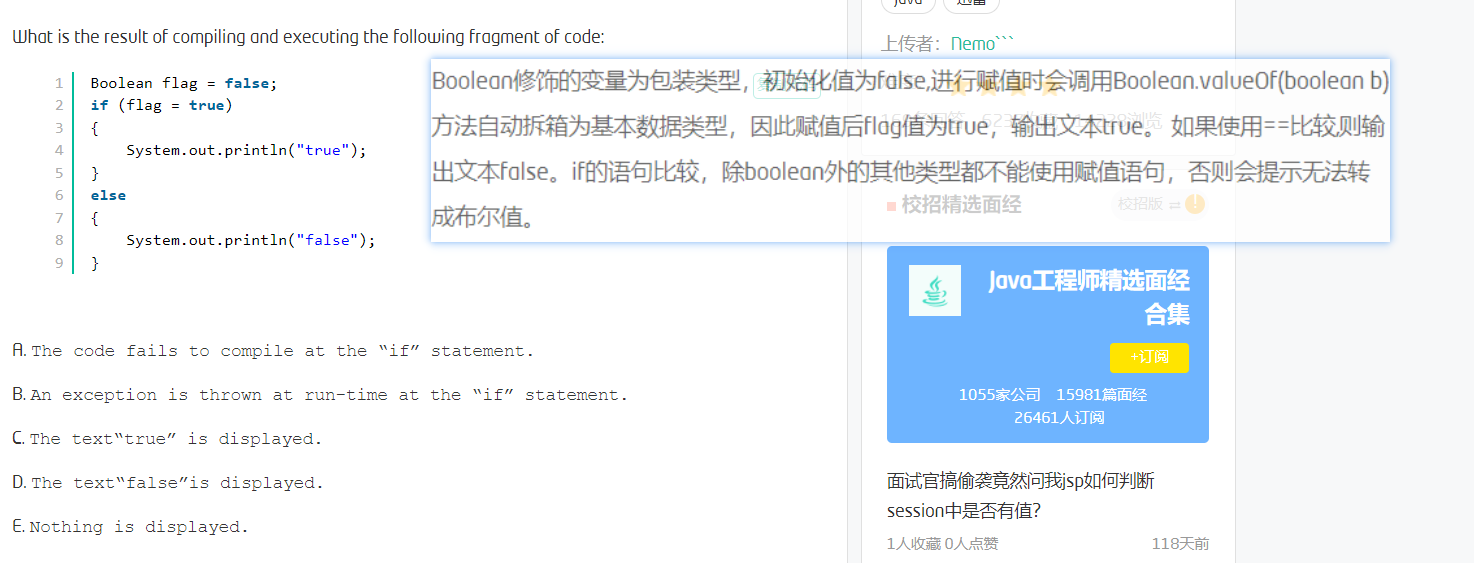 What is the result of compiling and executing the following fragment of code:
1 Boolean flag = false;
2 if (flag = true)
3 {
4 System.out.println("true");
5 }
6 else
7 {
8 System.out.println("false");
9 }
A. The code fails to compile at the “if” statement.
B. An exception is thrown at run-time at the “if” statement.
C. The text“true” is displayed.
D. The text“false”is displayed.
E. Nothing is displayed.
Boolean修饰的变量为包装类型，初始化值为false,进行赋值时会调用Boolean.valueOf(boolean b)
方法自动拆箱为基本数据类型，因此赋值后flag值为true，输出文本true。 如果使用==比较,则输
出文本false。if的语句比较，除boolean外的其他类型都不能使用赋值语句，否则会提示无法转
成布尔值。
java 迅雷
上传者：Demo```
校招精选面经 校招版 ⇄ !
Java工程师精选面经
合集
+订阅
1055家公司 15981篇面经
26461人订阅
面试官搞偷袭竟然问我jsp如何判断
session中是否有值？
1人收藏 0人点赞 118天前